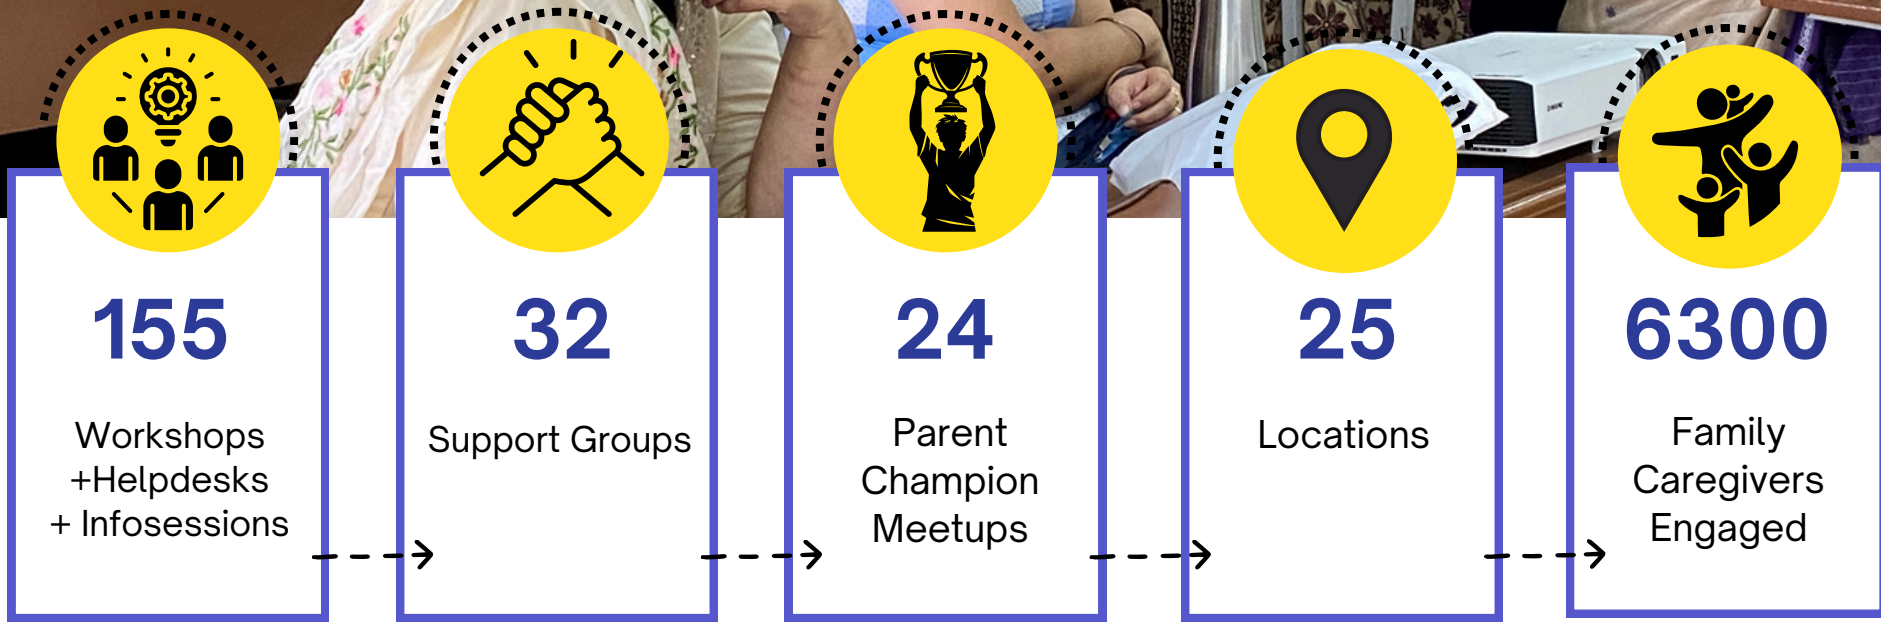 155
Workshops
+Helpdesks
+ Infosessions
32
Support Groups
24
Parent
Champion
Meetups
25
Locations
6300
Family
Caregivers
Engaged